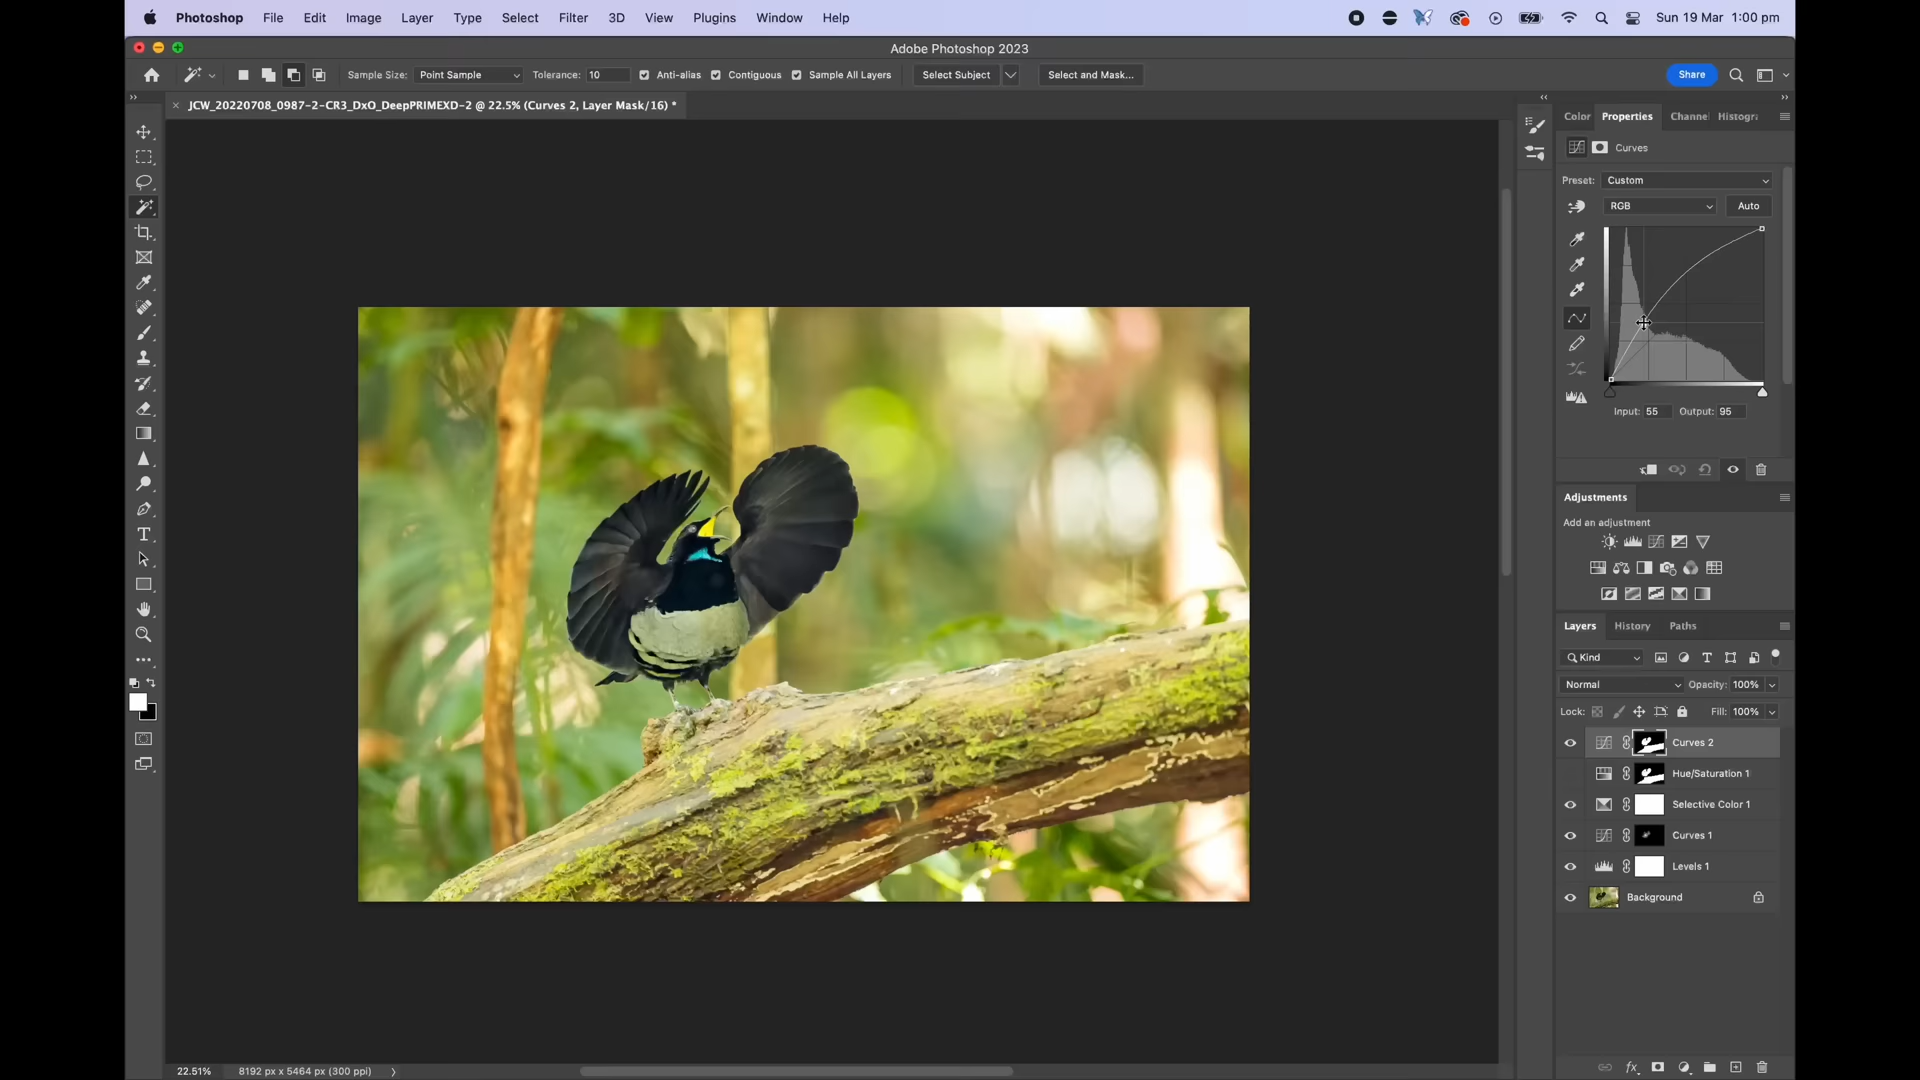 Photoshop File Edit Image Layer Type Select Filter 3D View Plugins Window Help Sun 19 Mar 1:00 pm
Adobe Photoshop 2023
Sample Size: Point Sample Tolerance: 10 Anti-alias Contiguous Sample All Layers Select Subject Select and Mask... Share
JCW_20220708_0987-2-CR3_DxO_DeepPRIMEXD-2 @ 22.5% (Curves 2, Layer Mask/16) *
Color Properties Channe Histogra
Curves
Preset: Custom
RGB Auto
Input: 55 Output: 95
Adjustments
Add an adjustment
Layers History Paths
Kind
Normal Opacity: 100%
Lock: Fill: 100%
Curves 2
Hue/Saturation 1
Selective Color 1
Curves 1
Levels 1
Background
22.51% 8192 px x 5464 px (300 ppi)